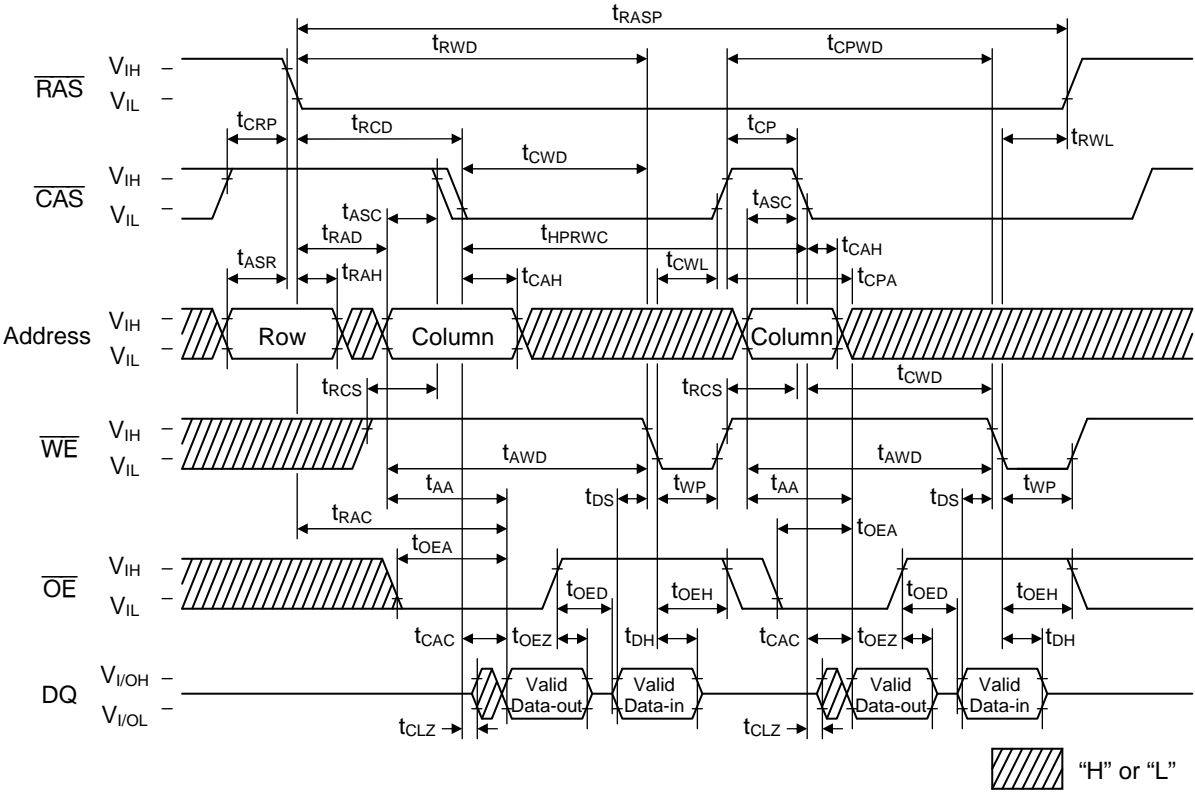 tRASP
tRWD tCPWD
RAS VIH
VIL
tCRP tRCD tCP tRWL
tCWD
CAS VIH
VIL
tASC tASC
tRAD tHPRWC tCAH
tASR tRAH tCAH tCWL tCPA
Address VIH
VIL
Row Column Column
tRCS tRCS tCWD
WE VIH
VIL
tAWD tAWD
tAA tDS tWP tAA tDS tWP
tRAC tOEA
tOEA
OE VIH
VIL
tOED tOEH tOED tOEH
tCAC tOEZ tDH tCAC tOEZ tDH
DQ VI/OH
VI/OL
Valid Data-out Valid Data-in Valid Data-out Valid Data-in
tCLZ tCLZ
“H” or “L”